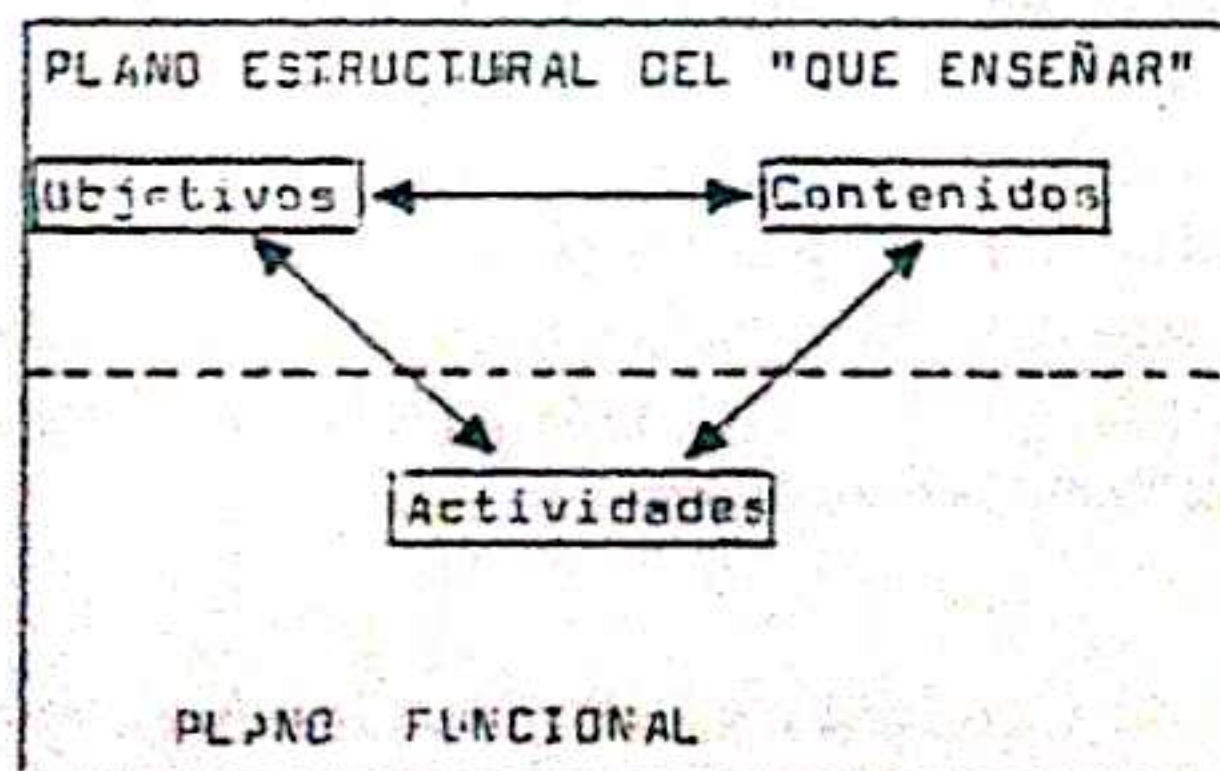 PLANO ESTRUCTURAL DEL "QUE ENSEÑAR"
Objetivos Contenidos
Actividades
PLANO FUNCIONAL